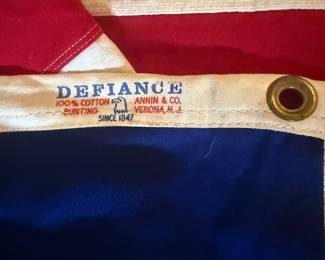 DEFIANCE
100% COTTON ANNIN & CO.
BUNTING VERONA, N.J.
SINCE 1847